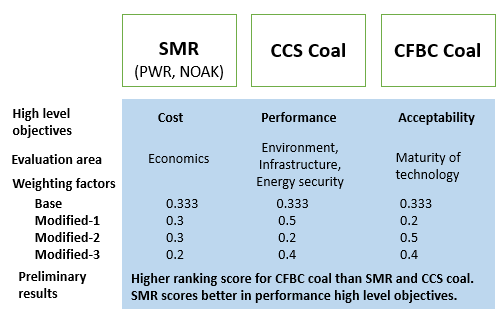 SMR
(PWR, NOAK)
CCS Coal
CFBC Coal
High level
objectives
Cost
Performance
Acceptability
Evaluation area
Economics
Environment,
Infrastructure,
Energy security
Maturity of
technology
Weighting factors
Base 0.333 0.333 0.333
Modified-1 0.3 0.5 0.2
Modified-2 0.3 0.2 0.5
Modified-3 0.2 0.4 0.4
Preliminary
results
Higher ranking score for CFBC coal than SMR and CCS coal.
SMR scores better in performance high level objectives.